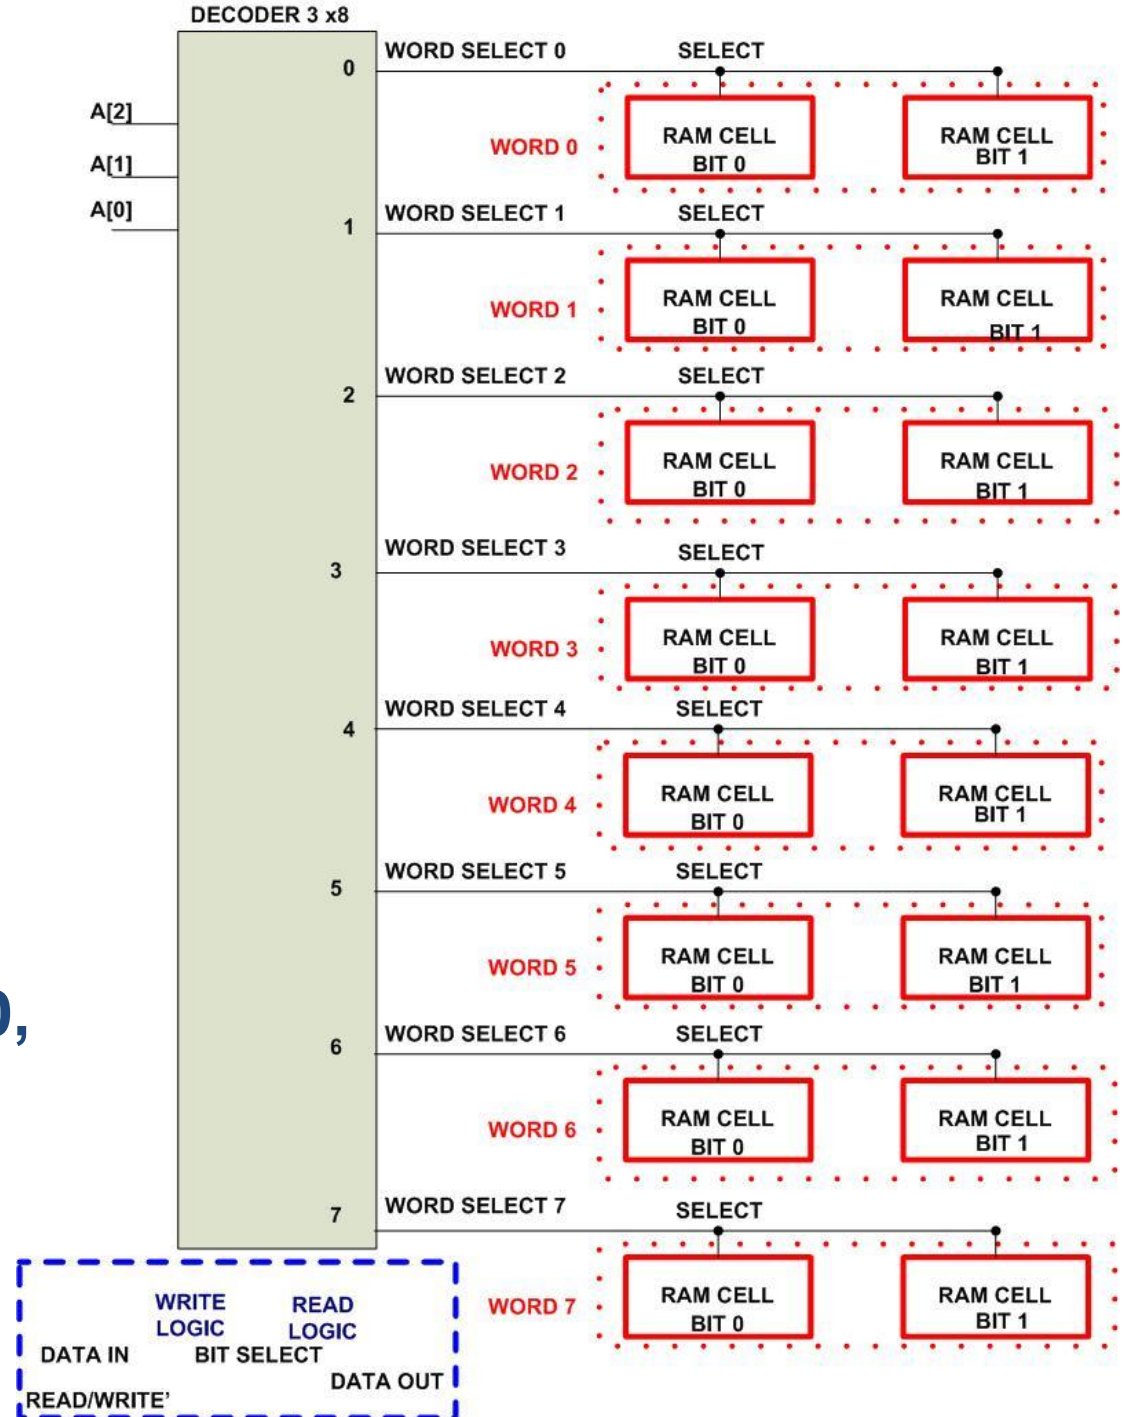 DECODER 3 x8
WORD SELECT 0 SELECT
0
A[2]
WORD 0 RAM CELL RAM CELL
BIT 0 BIT 1
A[1]
A[0]
WORD SELECT 1 SELECT
1
WORD 1 RAM CELL RAM CELL
BIT 0 BIT 1
WORD SELECT 2 SELECT
2
WORD 2 RAM CELL RAM CELL
BIT 0 BIT 1
WORD SELECT 3 SELECT
3
WORD 3 RAM CELL RAM CELL
BIT 0 BIT 1
WORD SELECT 4 SELECT
4
WORD 4 RAM CELL RAM CELL
BIT 0 BIT 1
WORD SELECT 5 SELECT
5
WORD 5 RAM CELL RAM CELL
BIT 0 BIT 1
WORD SELECT 6 SELECT
6
WORD 6 RAM CELL RAM CELL
BIT 0 BIT 1
WORD SELECT 7 SELECT
7
WORD 7 RAM CELL RAM CELL
BIT 0 BIT 1
WRITE READ
LOGIC LOGIC
DATA IN BIT SELECT
DATA OUT
READ/WRITE'